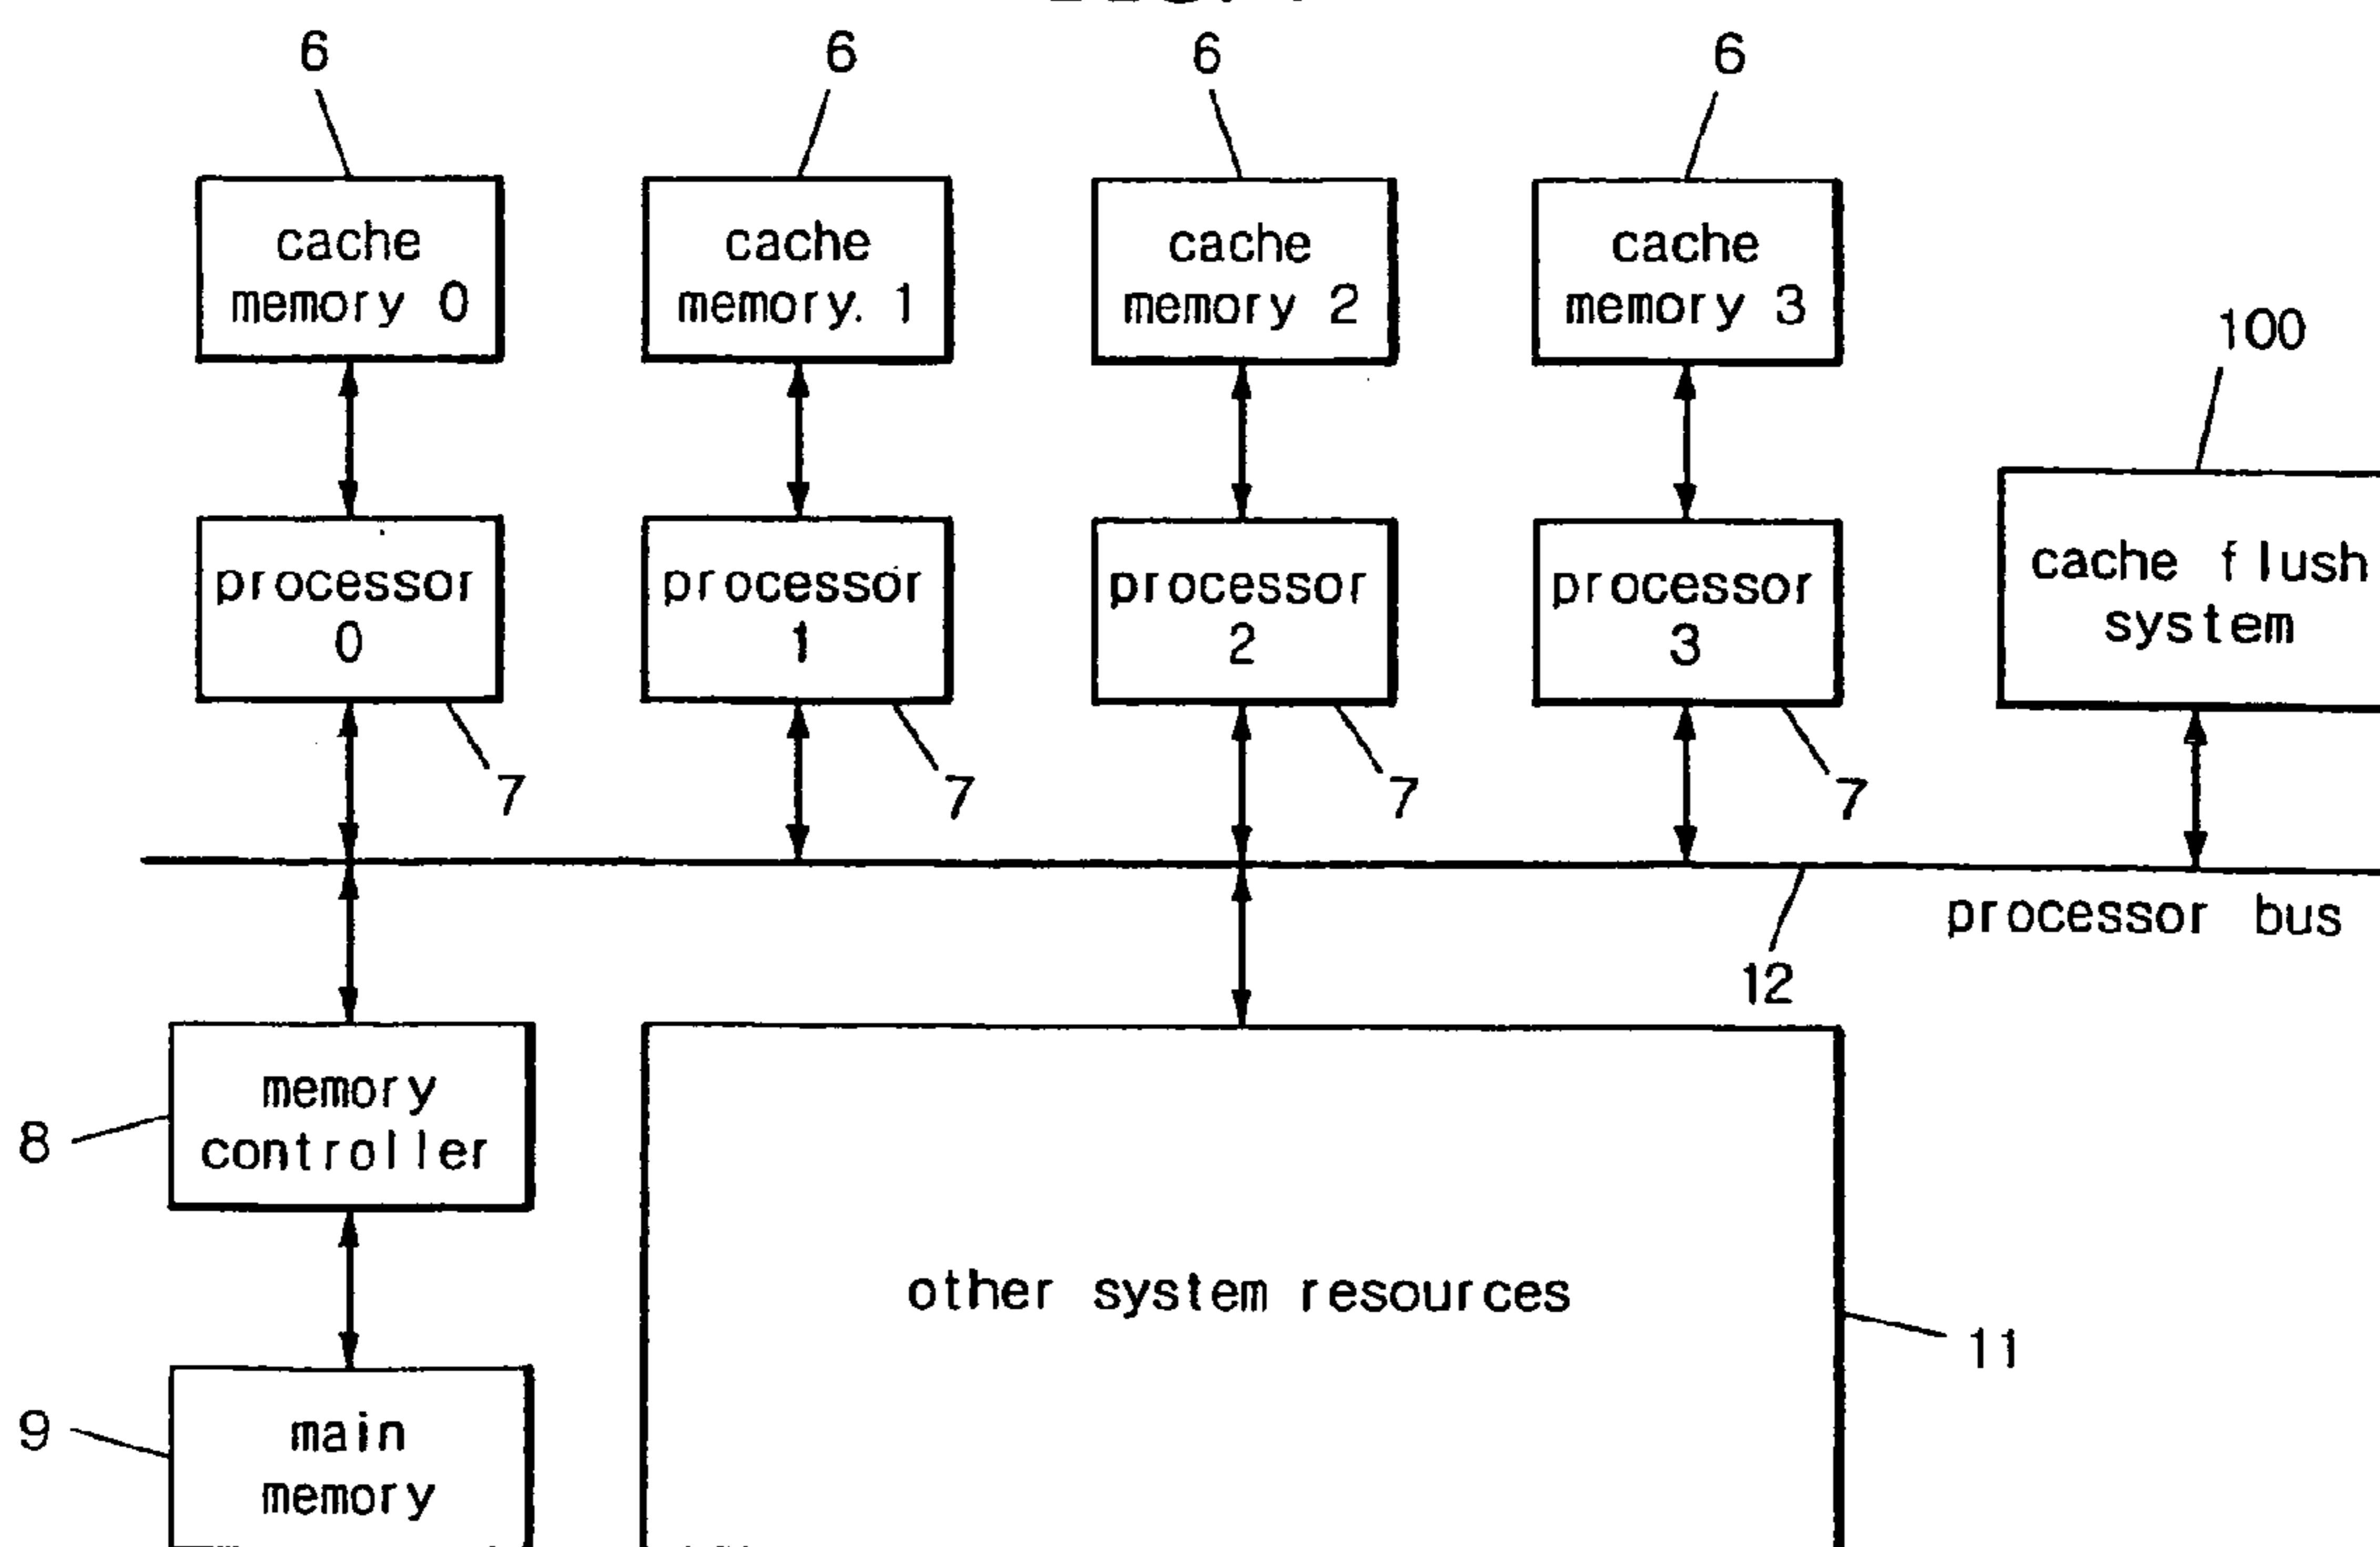 6 6 6 6
cache cache cache cache
memory 0 memory. 1 memory 2 memory 3
100
processor processor processor processor
0 1 2 3
cache flush
system
7 7 7 7
processor bus
12
memory
controller
8
other system resources
11
main
memory
9